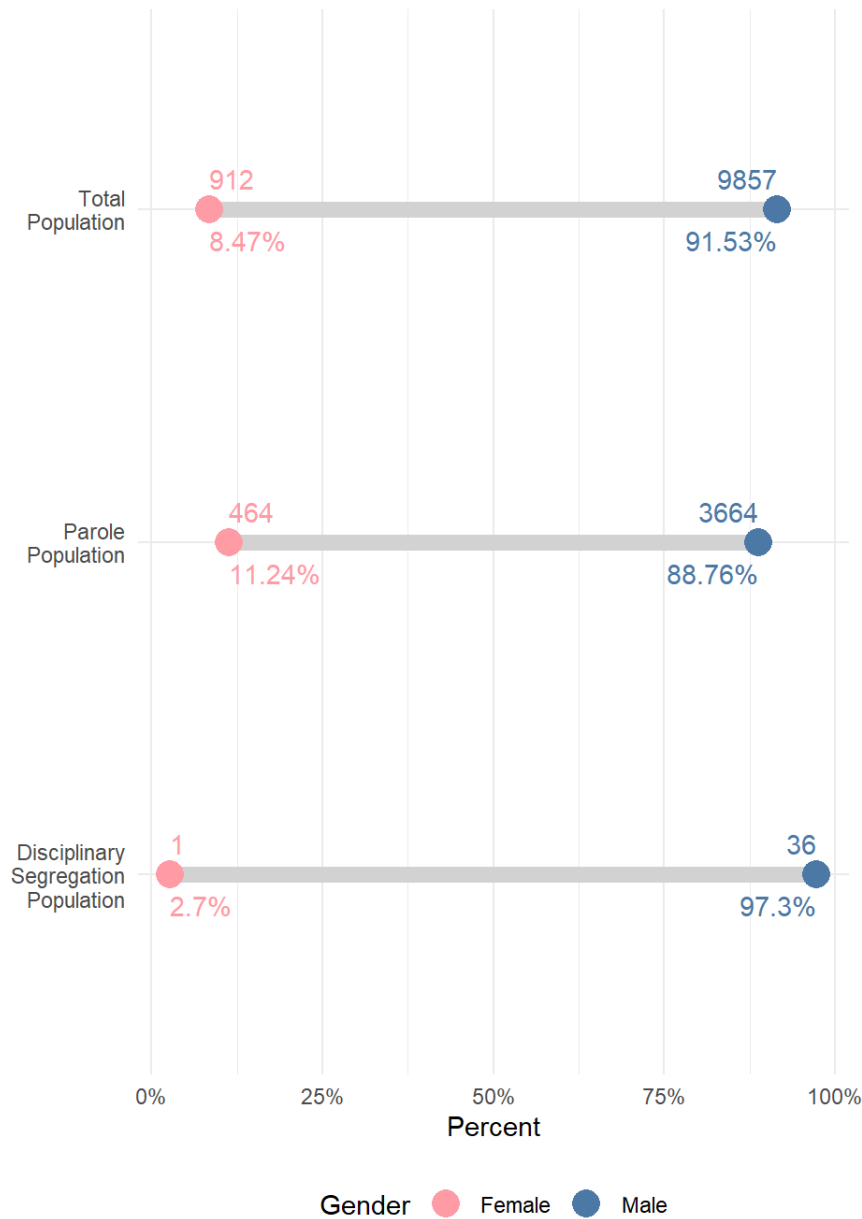 912
9857
Total
Population
8.47%
91.53%
464
3664
Parole
Population
11.24%
88.76%
1
36
Disciplinary
Segregation
Population
2.7%
97.3%
0%
25%
50%
75%
100%
Percent
Gender
Female
Male